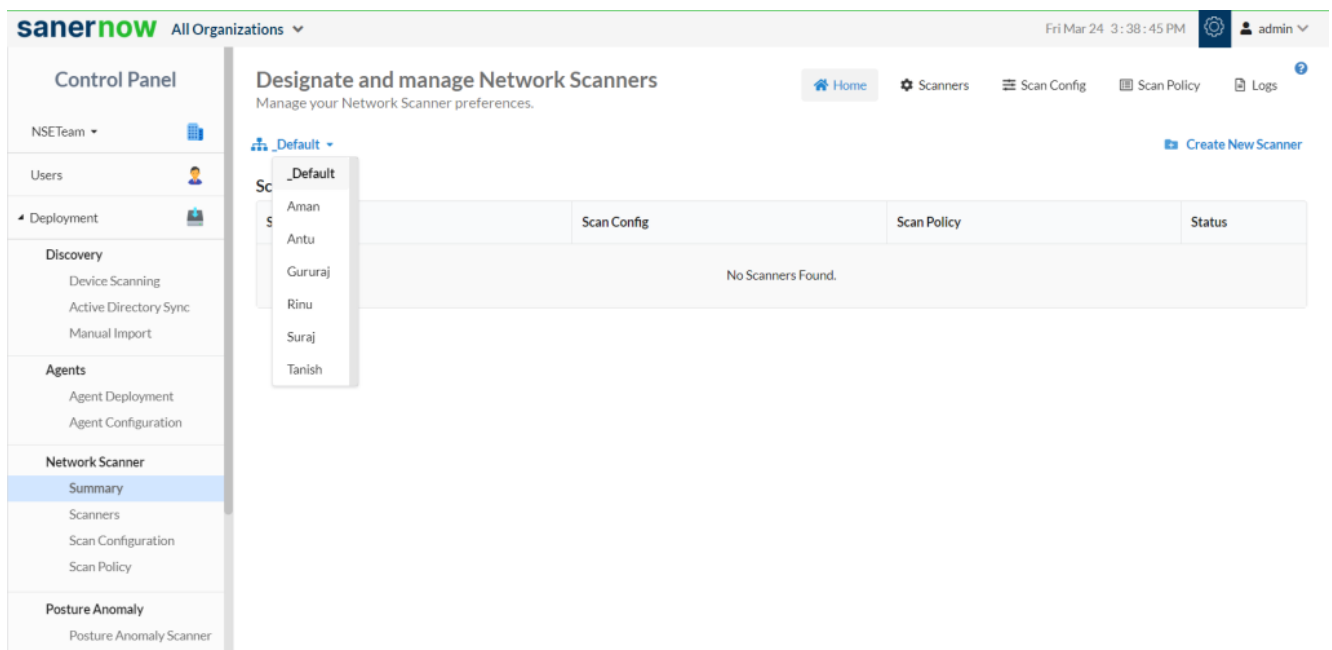 sanernow All Organizations Fri Mar 24 3:38:45 PM admin
Control Panel
NSETeam
Users
Deployment
Discovery
Device Scanning
Active Directory Sync
Manual Import
Agents
Agent Deployment
Agent Configuration
Network Scanner
Summary
Scanners
Scan Configuration
Scan Policy
Posture Anomaly
Posture Anomaly Scanner
Designate and manage Network Scanners
Manage your Network Scanner preferences.
Home Scanners Scan Config Scan Policy Logs
_Default Create New Scanner
_Default
Aman
Antu
Gururaj
Rinu
Suraj
Tanish
Sc
S Scan Config Scan Policy Status
No Scanners Found.